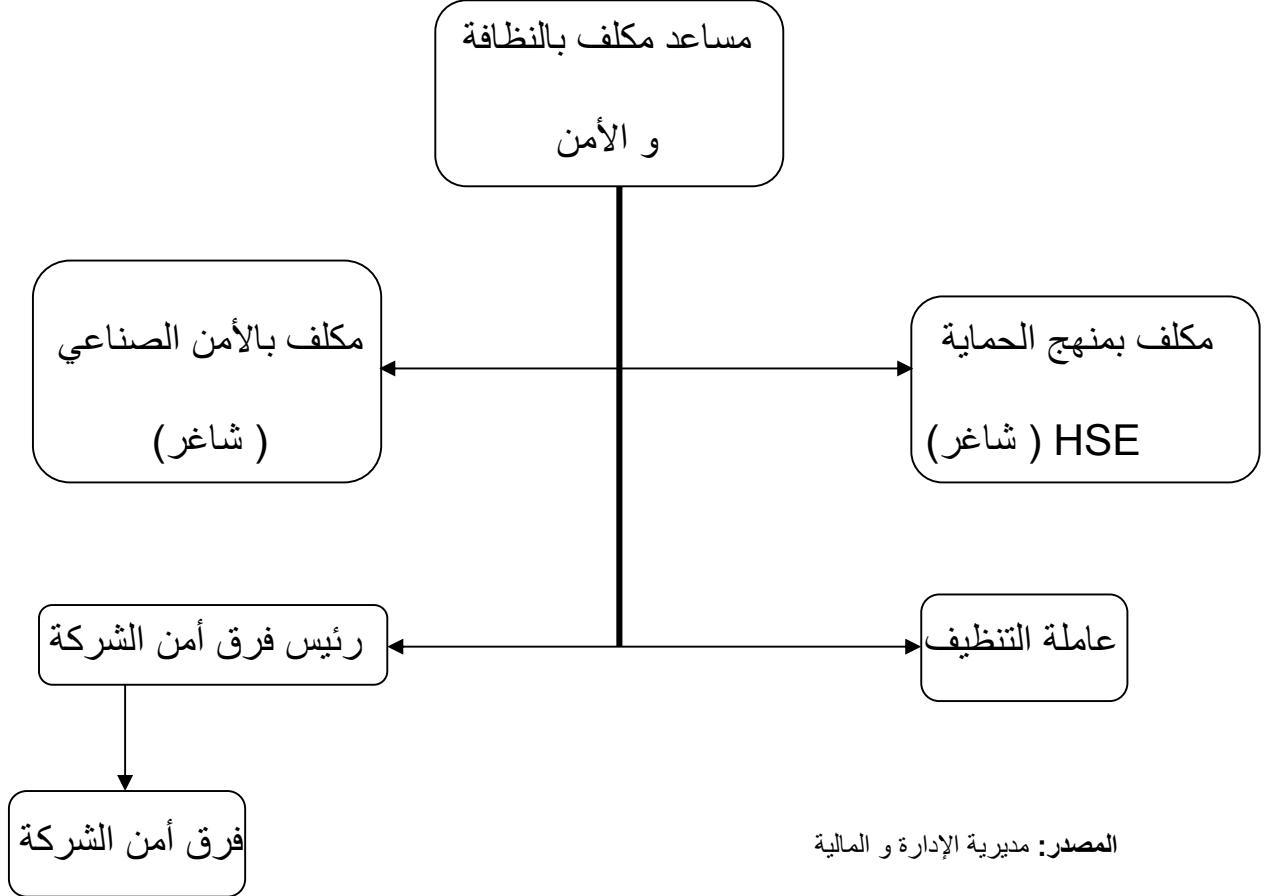 مساعد مكلف بالنظافة
و الأمن
مكلف بمنهج الحماية
HSE ( شاغر)
مكلف بالأمن الصناعي
( شاغر)
عاملة التنظيف
رئيس فرق أمن الشركة
فرق أمن الشركة
المصدر: مديرية الإدارة و المالية